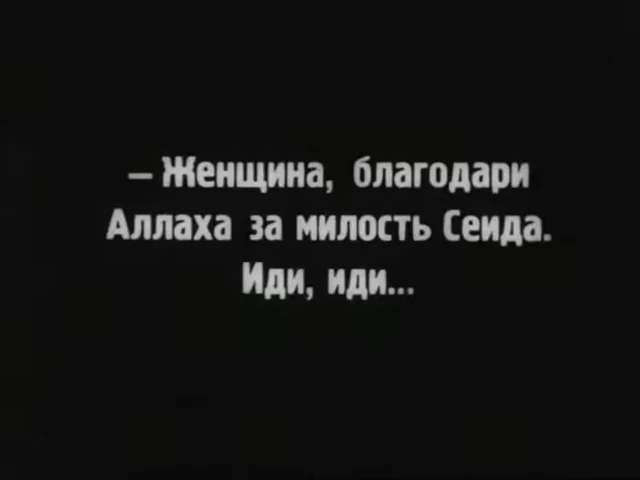 – Женщина, благодари
Аллаха за милость Сеида.
Иди, иди...